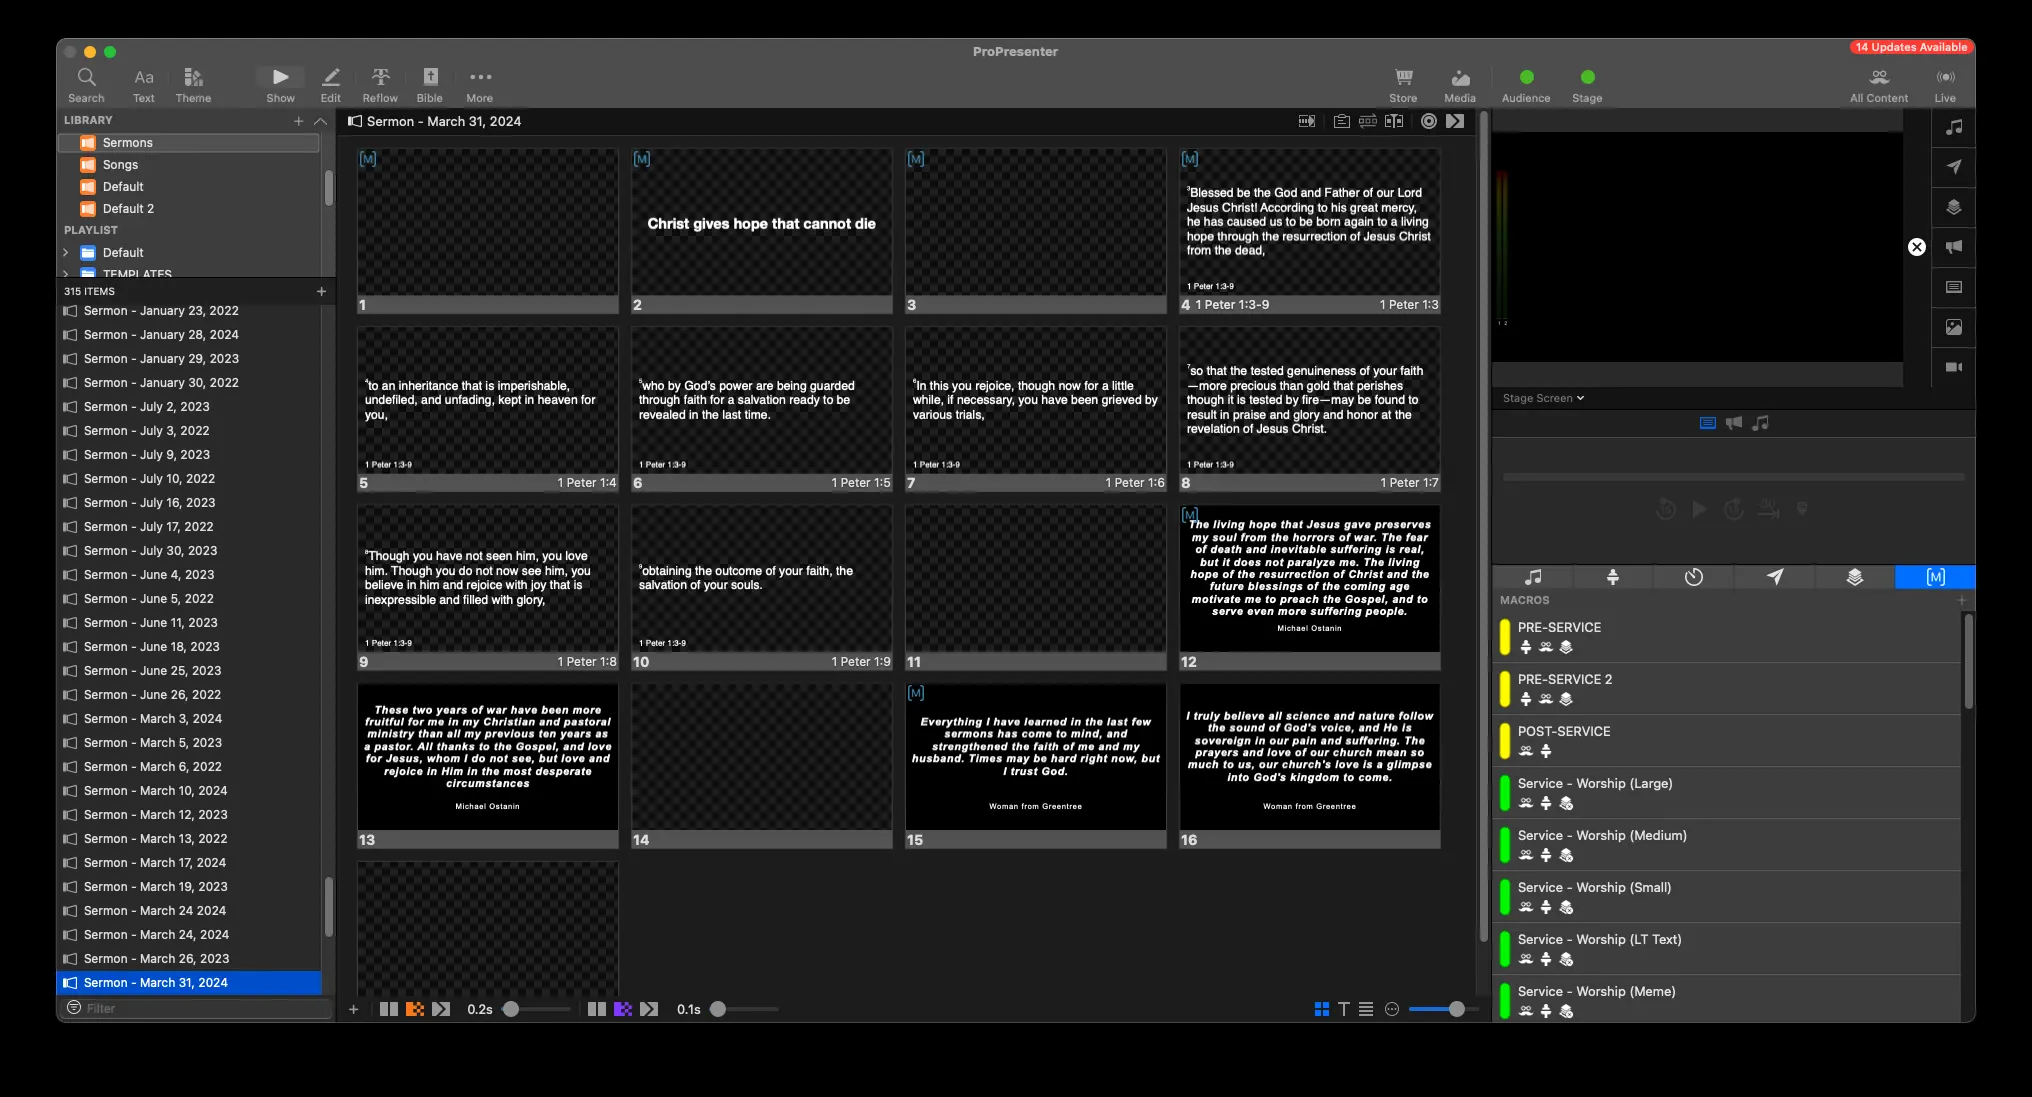 ProPresenter
14 Updates Available
Search
Aa
Text
Theme
Show
Edit
Reflow
Bible
More
Store
Media
Audience
Stage
All Content
Live
LIBRARY
Sermons
Songs
Default
Default 2
PLAYLIST
Default
TEMPLATES
315 ITEMS
Sermon - January 23, 2022
Sermon - January 28, 2024
Sermon - January 29, 2023
Sermon - January 30, 2022
Sermon - July 2, 2023
Sermon - July 3, 2022
Sermon - July 9, 2023
Sermon - July 10, 2022
Sermon - July 16, 2023
Sermon - July 17, 2022
Sermon - July 30, 2023
Sermon - June 4, 2023
Sermon - June 5, 2022
Sermon - June 11, 2023
Sermon - June 18, 2023
Sermon - June 25, 2023
Sermon - June 26, 2022
Sermon - March 3, 2024
Sermon - March 5, 2023
Sermon - March 6, 2022
Sermon - March 10, 2024
Sermon - March 12, 2023
Sermon - March 13, 2022
Sermon - March 17, 2024
Sermon - March 19, 2023
Sermon - March 24 2024
Sermon - March 24, 2024
Sermon - March 26, 2023
Sermon - March 31, 2024
Filter
Sermon - March 31, 2024
[M]
1
[M]
Christ gives hope that cannot die
2
[M]
3
[M]
3Blessed be the God and Father of our Lord
Jesus Christ! According to his great mercy,
he has caused us to be born again to a living
hope through the resurrection of Jesus Christ
from the dead,
1 Peter 1:3-9
4 1 Peter 1:3-9 1 Peter 1:3
4to an inheritance that is imperishable,
undefiled, and unfading, kept in heaven for
you,
1 Peter 1:3-9
5 1 Peter 1:4
5who by God's power are being guarded
through faith for a salvation ready to be
revealed in the last time.
1 Peter 1:3-9
6 1 Peter 1:5
6In this you rejoice, though now for a little
while, if necessary, you have been grieved by
various trials,
1 Peter 1:3-9
7 1 Peter 1:6
7so that the tested genuineness of your faith
—more precious than gold that perishes
though it is tested by fire—may be found to
result in praise and glory and honor at the
revelation of Jesus Christ.
1 Peter 1:3-9
8 1 Peter 1:7
8Though you have not seen him, you love
him. Though you do not now see him, you
believe in him and rejoice with joy that is
inexpressible and filled with glory,
1 Peter 1:3-9
9 1 Peter 1:8
9obtaining the outcome of your faith, the
salvation of your souls.
1 Peter 1:3-9
10 1 Peter 1:9
11
[M]
The living hope that Jesus gave preserves
my soul from the horrors of war. The fear
of death and inevitable suffering is real,
but it does not paralyze me. The living
hope of the resurrection of Christ and the
future blessings of the coming age
motivate me to preach the Gospel, and to
serve even more suffering people.
Michael Ostanin
12
These two years of war have been more
fruitful for me in my Christian and pastoral
ministry than all my previous ten years as
a pastor. All thanks to the Gospel, and love
for Jesus, whom I do not see, but love and
rejoice in Him in the most desperate
circumstances
Michael Ostanin
13
14
[M]
Everything I have learned in the last few
sermons has come to mind, and
strengthened the faith of me and my
husband. Times may be hard right now, but
I trust God.
Woman from Greentree
15
I truly believe all science and nature follow
the sound of God's voice, and He is
sovereign in our pain and suffering. The
prayers and love of our church mean so
much to us, our church's love is a glimpse
into God's kingdom to come.
Woman from Greentree
16
0.2s
0.1s
1 2
Stage Screen
[M]
MACROS
PRE-SERVICE
PRE-SERVICE 2
POST-SERVICE
Service - Worship (Large)
Service - Worship (Medium)
Service - Worship (Small)
Service - Worship (LT Text)
Service - Worship (Meme)